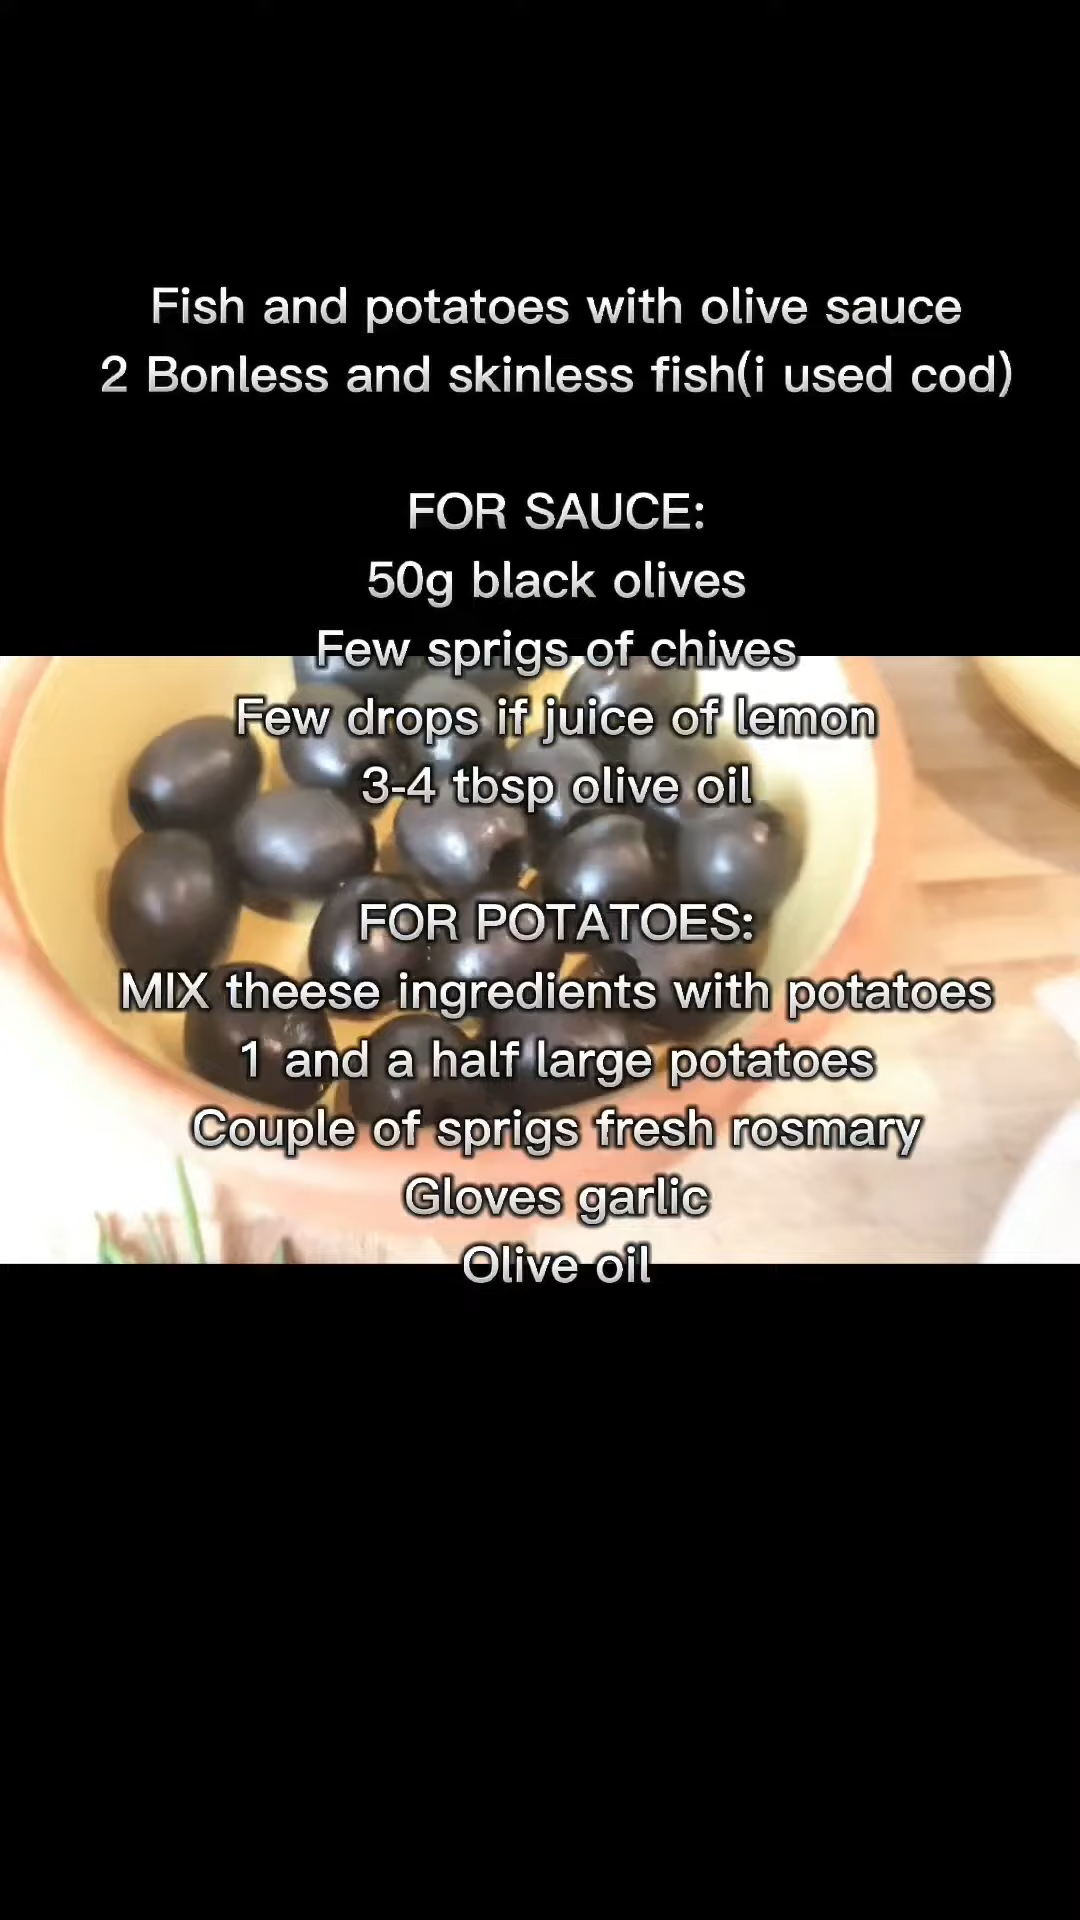 Fish and potatoes with olive sauce
2 Bonless and skinless fish(i used cod)
FOR SAUCE:
50g black olives
Few sprigs of chives
Few drops if juice of lemon
3-4 tbsp olive oil
FOR POTATOES:
MIX theese ingredients with potatoes
1 and a half large potatoes
Couple of sprigs fresh rosmary
Gloves garlic
Olive oil